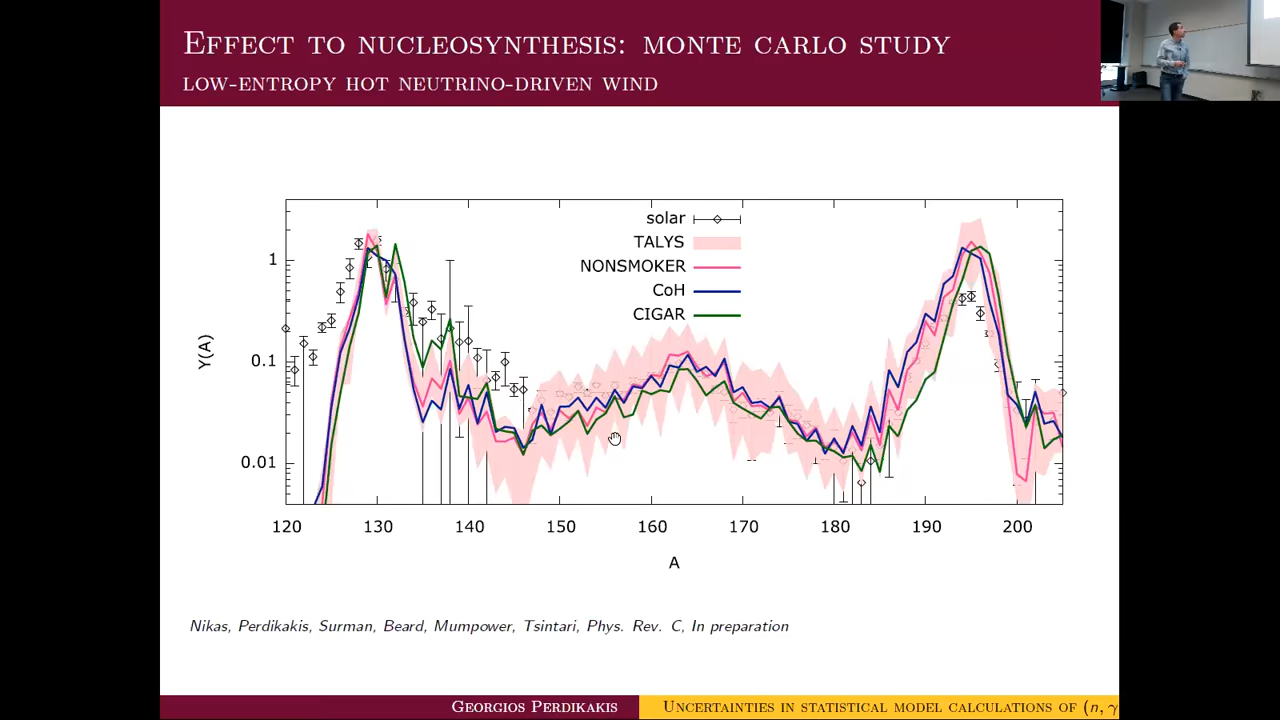 EFFECT TO NUCLEOSYNTHESIS: MONTE CARLO STUDY
LOW-ENTROPY HOT NEUTRINO-DRIVEN WIND
solar
TALYS
NONSMOKER
CoH
CIGAR
Y(A)
1
0.1
0.01
120 130 140 150 160 170 180 190 200
A
Nikas, Perdikakis, Surman, Beard, Mumpower, Tsintari, Phys. Rev. C, In preparation
GEORGIOS PERDIKAKIS
UNCERTAINTIES IN STATISTICAL MODEL CALCULATIONS OF (n, γ